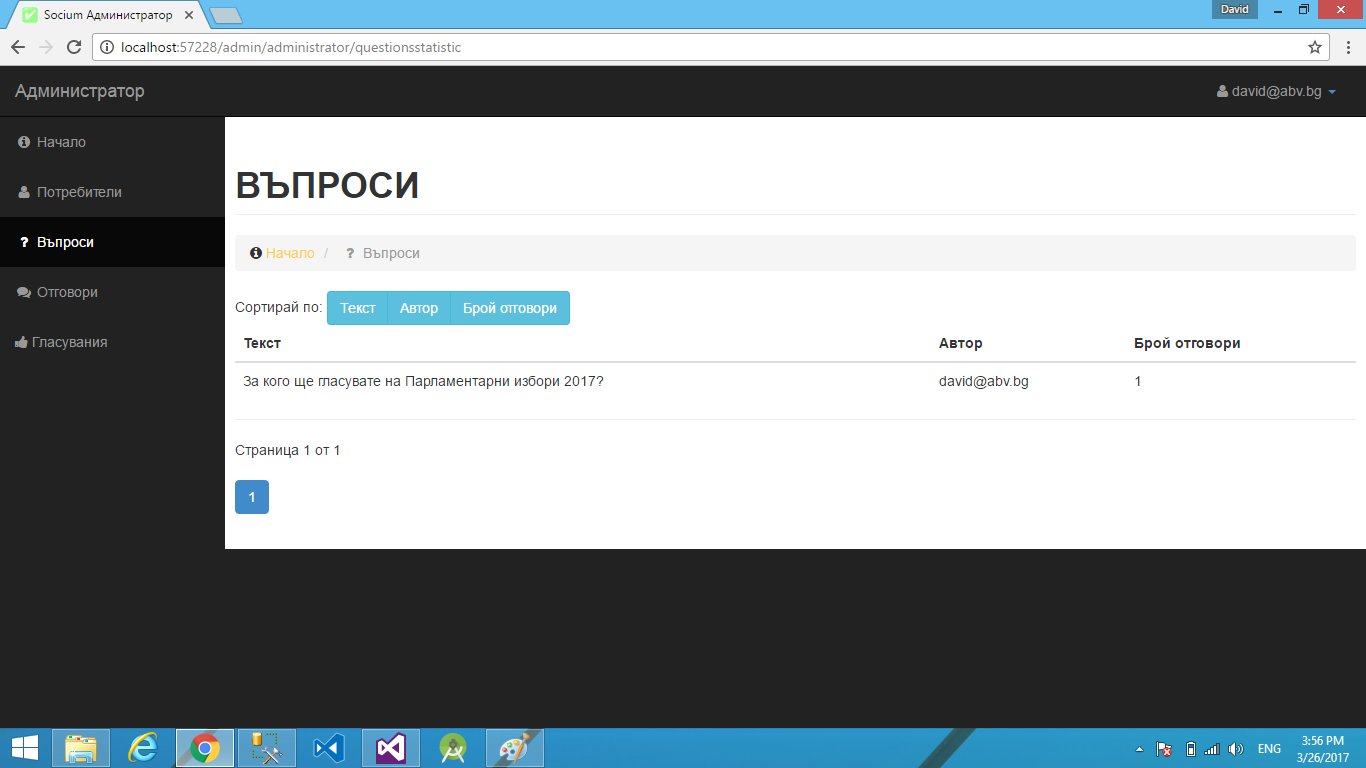 Socium Администратор
David
localhost:57228/admin/administrator/questionsstatistic
Администратор
david@abv.bg
Начало
Потребители
Въпроси
Отговори
Гласувания
ВЪПРОСИ
Начало / Въпроси
Сортирай по: Текст Автор Брой отговори
Текст Автор Брой отговори
За кого ще гласувате на Парламентарни избори 2017? david@abv.bg 1
Страница 1 от 1
1
ENG
3:56 PM
3/26/2017